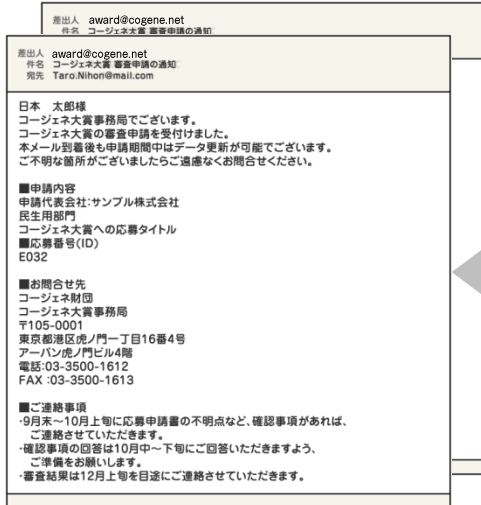 差出人 award@cogene.net
件名 コージェネ大賞 審査申請の通知
差出人 award@cogene.net
件名 コージェネ大賞 審査申請の通知
宛先 Taro.Nihon@mail.com
日本　太郎様
コージェネ大賞事務局でございます。
コージェネ大賞の審査申請を受付けました。
本メール到着後も申請期間中はデータ更新が可能でございます。
ご不明な箇所がございましたらご遠慮なくお問合せください。
■申請内容
申請代表会社:サンプル株式会社
民生用部門
コージェネ大賞への応募タイトル
■応募番号(ID)
E032
■お問合せ先
コージェネ財団
コージェネ大賞事務局
〒105-0001
東京都港区虎ノ門一丁目16番4号
アーバン虎ノ門ビル4階
電話:03-3500-1612
FAX :03-3500-1613
■ご連絡事項
･9月末～10月上旬に応募申請書の不明点など、確認事項があれば、
ご連絡させていただきます。
･確認事項の回答は10月中～下旬にご回答いただきますよう、
ご準備をお願いします。
･審査結果は12月上旬を目途にご連絡させていただきます。